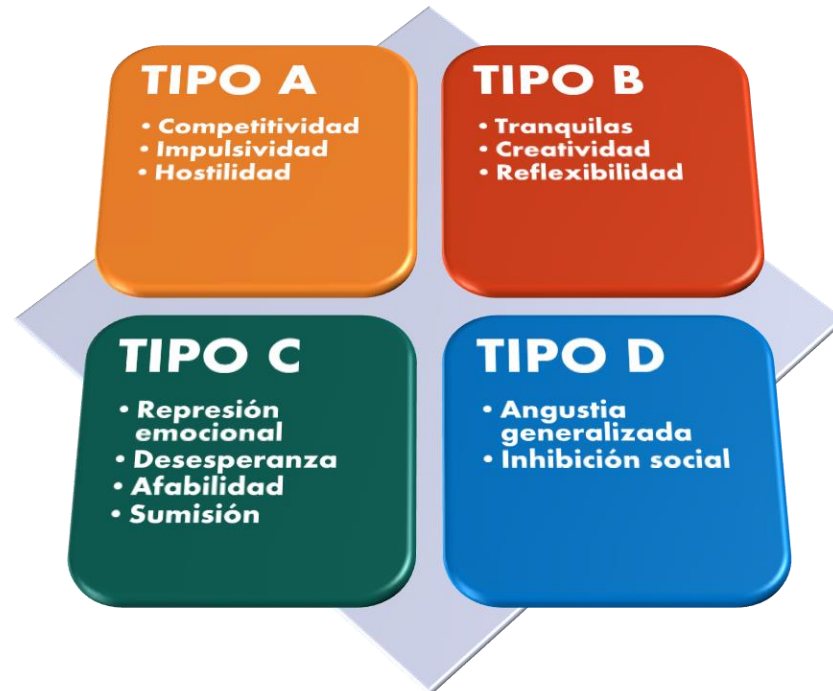 TIPO A
• Competitividad
• Impulsividad
• Hostilidad
TIPO B
• Tranquilas
• Creatividad
• Reflexibilidad
TIPO C
• Represión
emocional
• Desesperanza
• Afabilidad
• Sumisión
TIPO D
• Angustia
generalizada
• Inhibición social